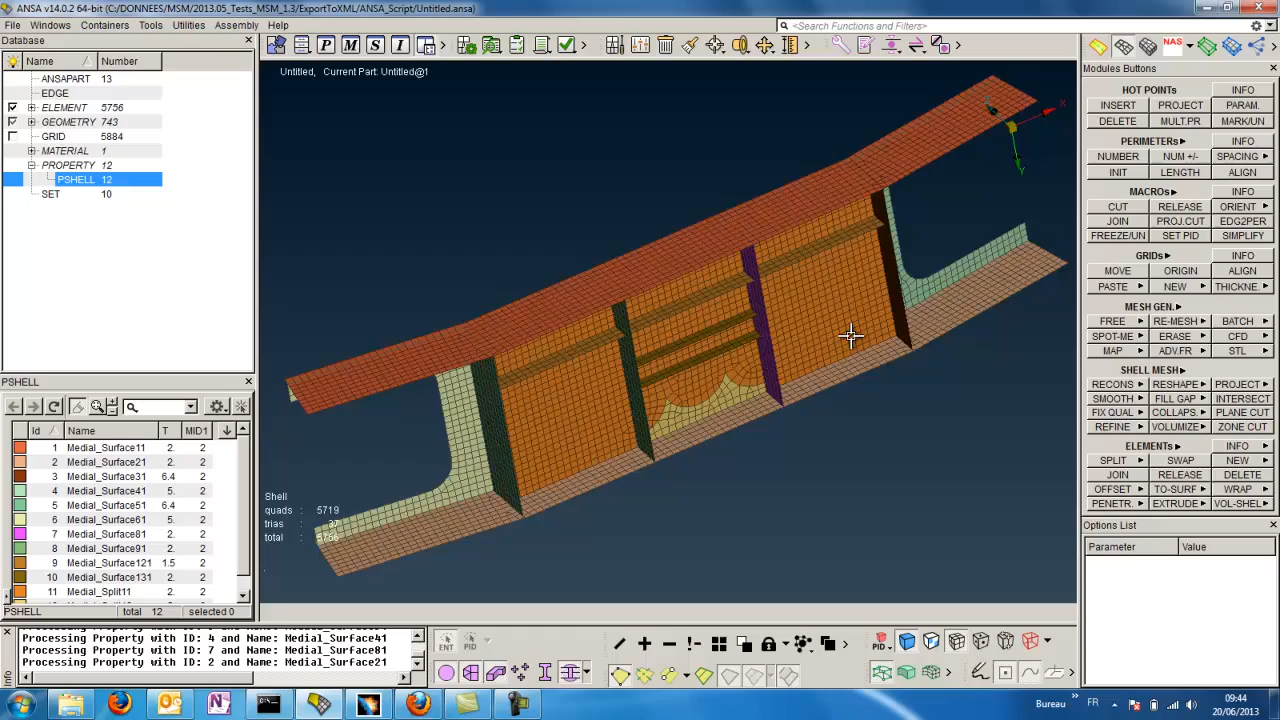 ANSA v14.0.2 64-bit (C:/DONNEES/MSM/2013.05_Tests_MSM_1.3/ExportToXML/ANSA_Script/Untitled.ansa)
File Windows Containers Tools Utilities Assembly Help
<Search Functions and Filters>
Database
Name Number
ANSAPART 13
EDGE
ELEMENT 5756
GEOMETRY 743
GRID 5884
MATERIAL 1
PROPERTY 12
PSHELL 12
SET 10
P M S I
Untitled, Current Part: Untitled@1
X
Y
Shell
quads : 5719
trias : 37
total : 5756
NAS
Modules Buttons
HOT POINTs INFO
INSERT PROJECT PARAM.
DELETE MULT.PR MARK/UN
PERIMETERs INFO
NUMBER NUM +/- SPACING
INIT LENGTH ALIGN
MACROs INFO
CUT RELEASE ORIENT
JOIN PROJ.CUT EDG2PER
FREEZE/UN SET PID SIMPLIFY
GRIDs INFO
MOVE ORIGIN ALIGN
PASTE NEW THICKNE.
MESH GEN. INFO
FREE RE-MESH BATCH
SPOT-ME ERASE CFD
MAP ADV.FR STL
SHELL MESH INFO
RECONS RESHAPE PROJECT
SMOOTH FILL GAP INTERSECT
FIX QUAL COLLAPS. PLANE CUT
REFINE VOLUMIZE ZONE CUT
ELEMENTs INFO
SPLIT SWAP NEW
JOIN RELEASE DELETE
OFFSET TO-SURF WRAP
PENETR. EXTRUDE VOL-SHEL
Options List
Parameter Value
PSHELL
Id Name T MID1
1 Medial_Surface11 2. 2
2 Medial_Surface21 2. 2
3 Medial_Surface31 6.4 2
4 Medial_Surface41 5. 2
5 Medial_Surface51 6.4 2
6 Medial_Surface61 5. 2
7 Medial_Surface81 2. 2
8 Medial_Surface91 2. 2
9 Medial_Surface121 1.5 2
10 Medial_Surface131 2. 2
11 Medial_Split11 2. 2
PSHELL total 12 selected 0
Processing Property with ID: 4 and Name: Medial_Surface41
Processing Property with ID: 7 and Name: Medial_Surface81
Processing Property with ID: 2 and Name: Medial_Surface21
ENT PID
PID
Bureau
FR
09:44
20/06/2013